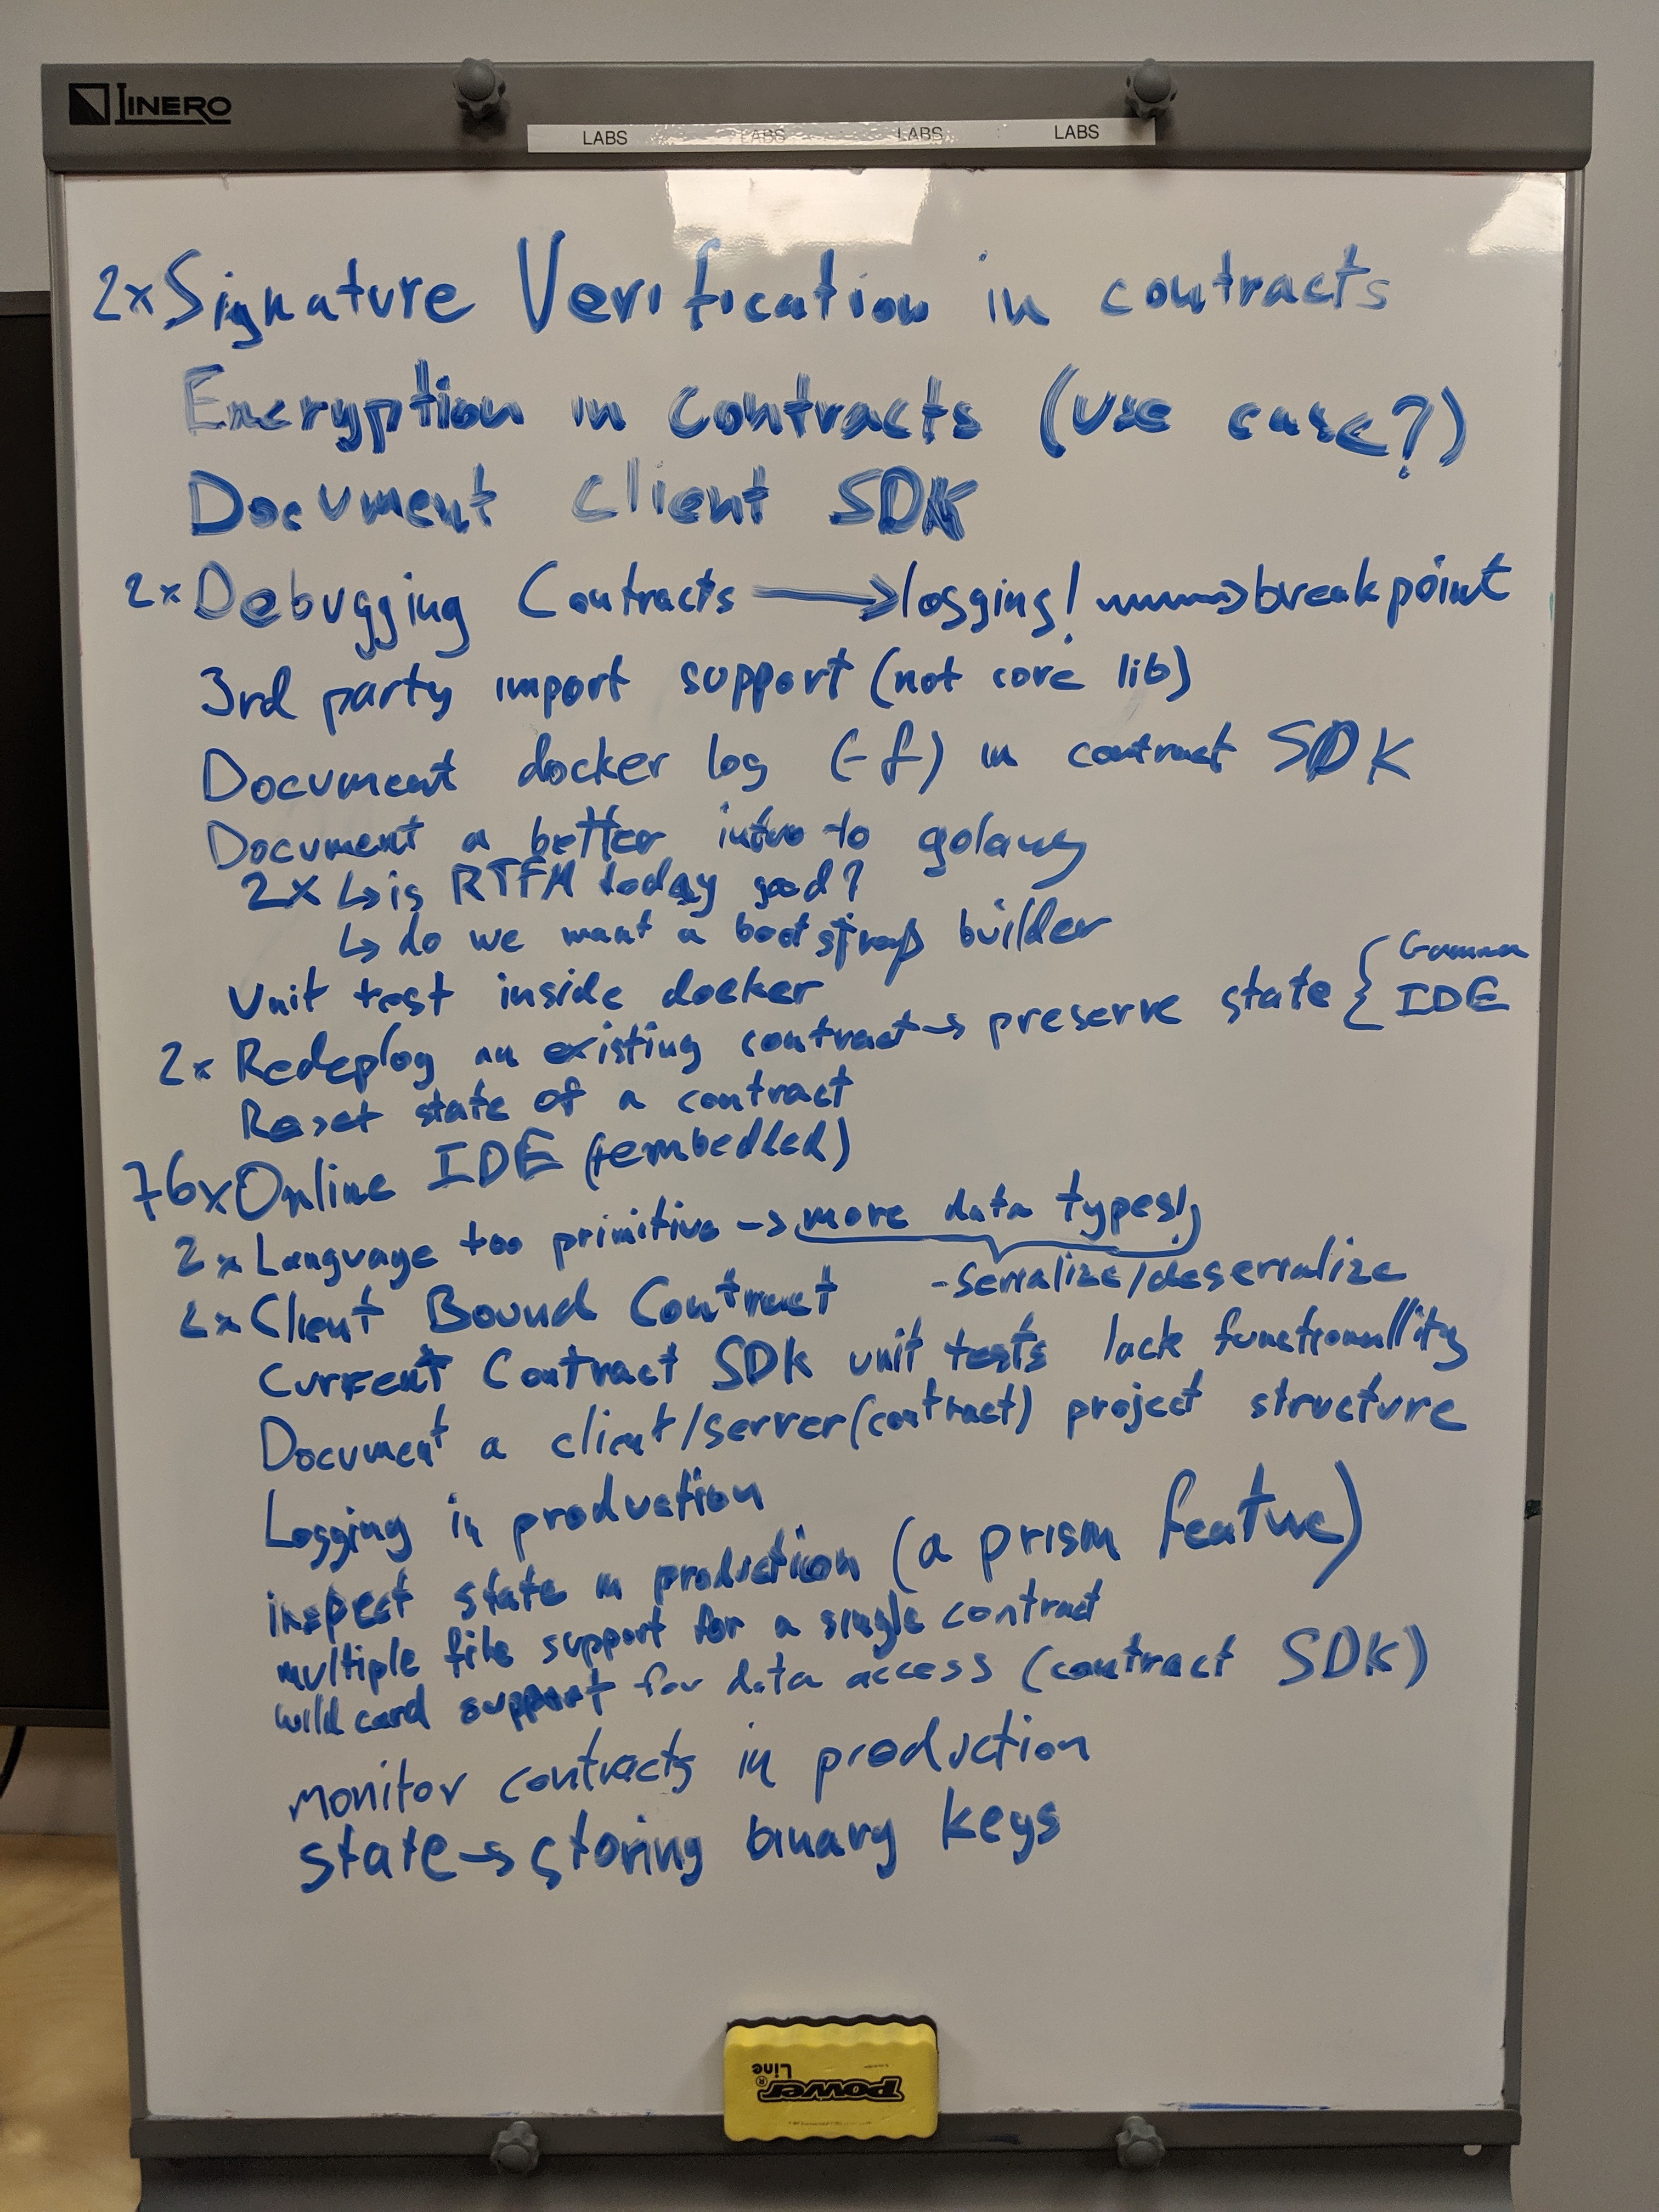 LINERO
LABS LABS LABS LABS
2x Signature Verification in contracts
Encryption in contracts (use case?)
Document client SDK
2x Debugging Contracts → logging! → breakpoint
3rd party import support (not core lib)
Document docker log (-f) in contract SDK
Document a better intro to golang
2x ↳ is RTFM today good?
↳ do we want a bootstrap builder
Unit test inside docker
2x Redeploy an existing contract → preserve state { Gamma
IDE
Reset state of a contract
76x Online IDE (+embedded)
2x Language too primitive → more data types!
- Serialize/deserialize
2x Client Bound Contract
Current Contract SDK unit tests lack functionallity
Document a client/server(contract) project structure
Logging in production
inspect state in production (a prism feature)
multiple file support for a single contract
wild card support for data access (contract SDK)
monitor contracts in production
state → storing binary keys
Power Line